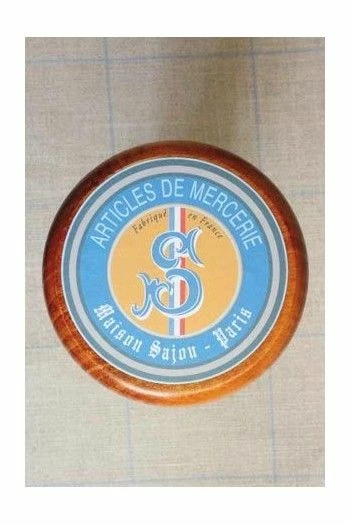 ARTICLES DE MERCERIE
Fabriqué en France
S
Maison Sajou - Paris